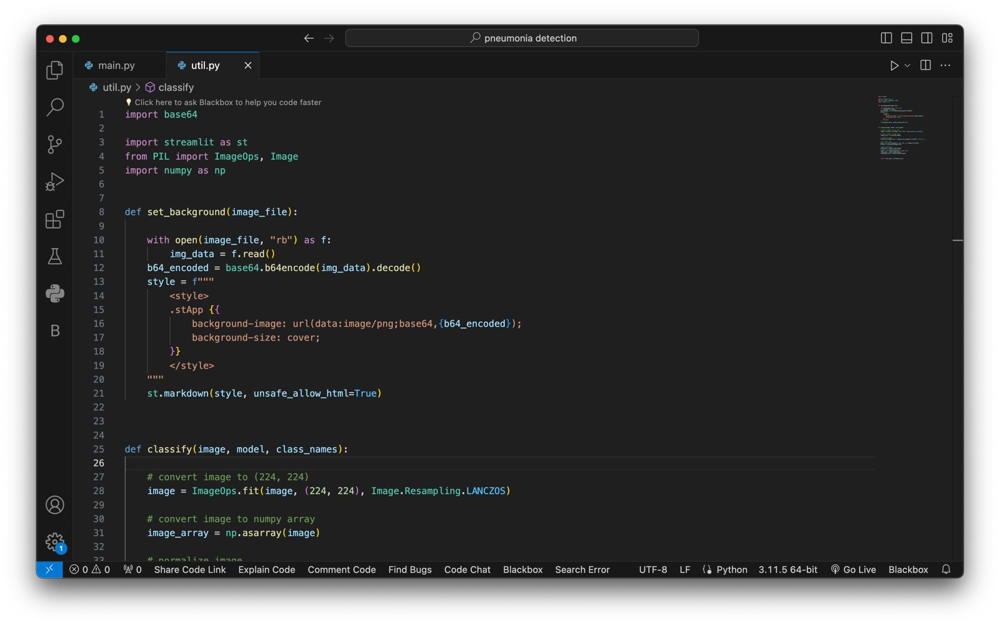 pneumonia detection
main.py
util.py
util.py > classify
Click here to ask Blackbox to help you code faster
1 import base64
2
3 import streamlit as st
4 from PIL import ImageOps, Image
5 import numpy as np
6
7
8 def set_background(image_file):
9
10     with open(image_file, "rb") as f:
11         img_data = f.read()
12     b64_encoded = base64.b64encode(img_data).decode()
13     style = f"""
14         <style>
15         .stApp {{
16             background-image: url(data:image/png;base64,{b64_encoded});
17             background-size: cover;
18         }}
19         </style>
20     """
21     st.markdown(style, unsafe_allow_html=True)
22
23
24
25 def classify(image, model, class_names):
26
27     # convert image to (224, 224)
28     image = ImageOps.fit(image, (224, 224), Image.Resampling.LANCZOS)
29
30     # convert image to numpy array
31     image_array = np.asarray(image)
32
33     # normalize image
B
1
0 0 0 Share Code Link Explain Code Comment Code Find Bugs Code Chat Blackbox Search Error UTF-8 LF Python 3.11.5 64-bit Go Live Blackbox